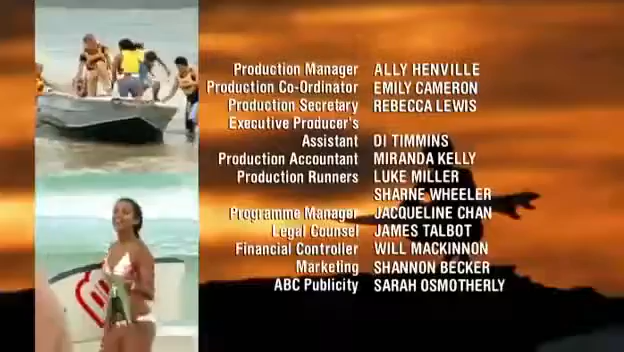 Production Manager ALLY HENVILLE
Production Co-Ordinator EMILY CAMERON
Production Secretary REBECCA LEWIS
Executive Producer's
Assistant DI TIMMINS
Production Accountant MIRANDA KELLY
Production Runners LUKE MILLER
SHARNE WHEELER
Programme Manager JACQUELINE CHAN
Legal Counsel JAMES TALBOT
Financial Controller WILL MACKINNON
Marketing SHANNON BECKER
ABC Publicity SARAH OSMOTHERLY